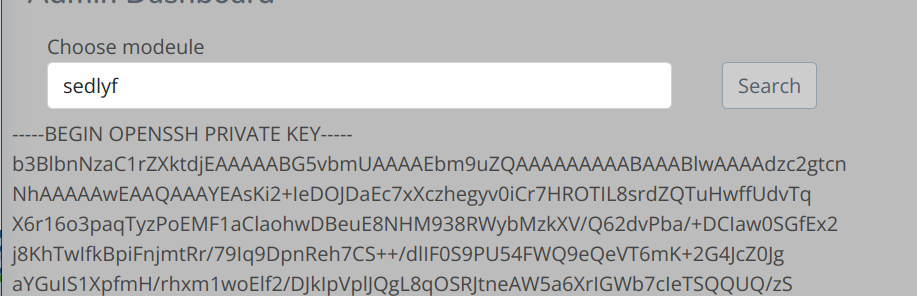 Admin Dashboard
Choose modeule
sedlyf
Search
-----BEGIN OPENSSH PRIVATE KEY-----
b3BlbnNzaC1rZXktdjEAAAAABG5vbmUAAAAEbm9uZQAAAAAAAAABAAABlwAAAAdzc2gtcn
NhAAAAAwEAAQAAAYEAsKi2+IeDOJDaEc7xXczhegyv0iCr7HROTIL8srdZQTuHwffUdvTq
X6r16o3paqTyzPoEMF1aClaohwDBeuE8NHM938RWybMzkXV/Q62dvPba/+DCIaw0SGfEx2
j8KhTwIfkBpiFnjmtRr/79Iq9DpnReh7CS++/dlIF0S9PU54FWQ9eQeVT6mK+2G4JcZ0Jg
aYGuIS1XpfmH/rhxm1woElf2/DJkIpVplJQgL8qOSRJtneAW5a6XrIGWb7cIeTSQQUQ/zS